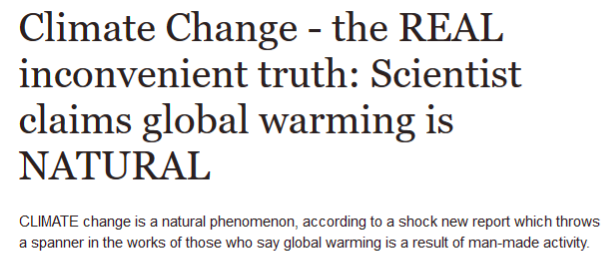 Climate Change - the REAL
inconvenient truth: Scientist
claims global warming is
NATURAL
CLIMATE change is a natural phenomenon, according to a shock new report which throws
a spanner in the works of those who say global warming is a result of man-made activity.